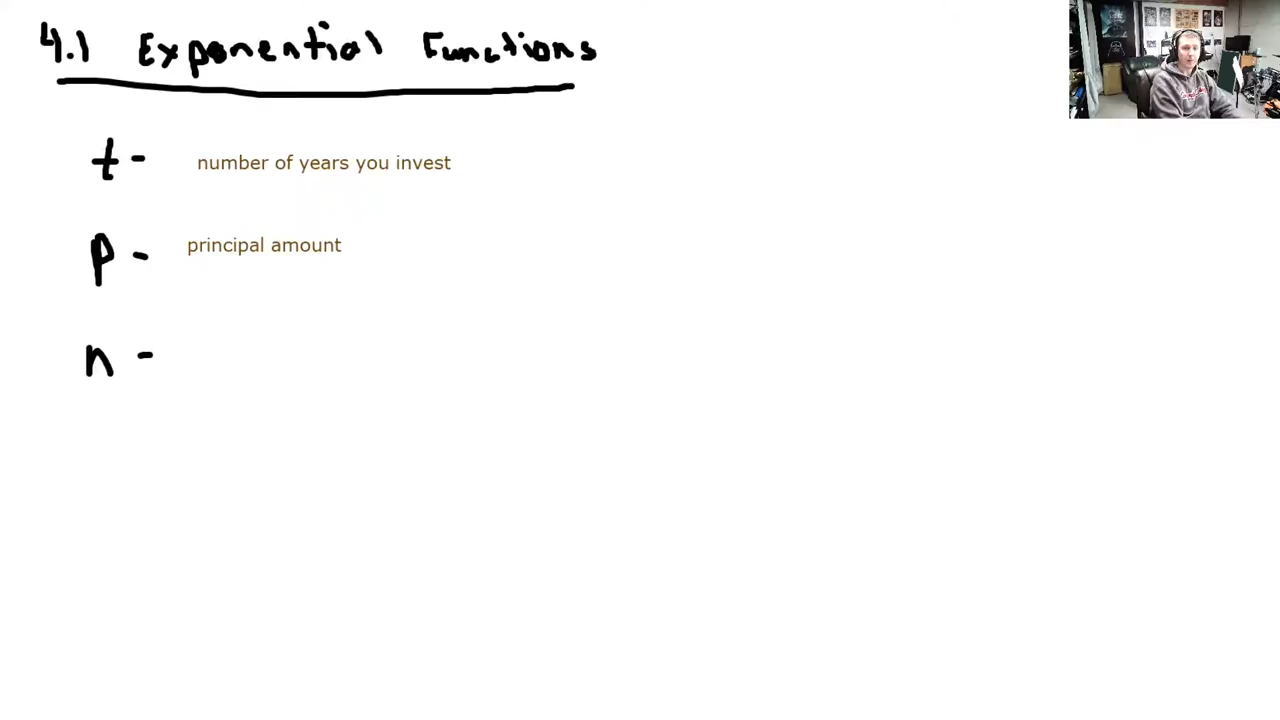 4.1 Exponential Functions
t - number of years you invest
P - principal amount
n -